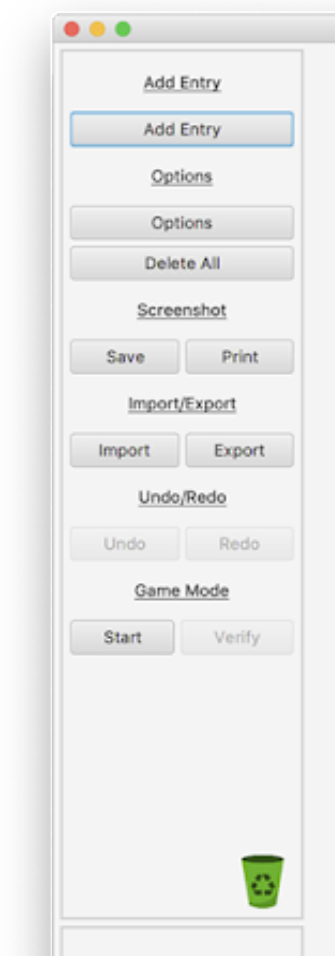 Add Entry
Add Entry
Options
Options
Delete All
Screenshot
Save Print
Import/Export
Import Export
Undo/Redo
Undo Redo
Game Mode
Start Verify